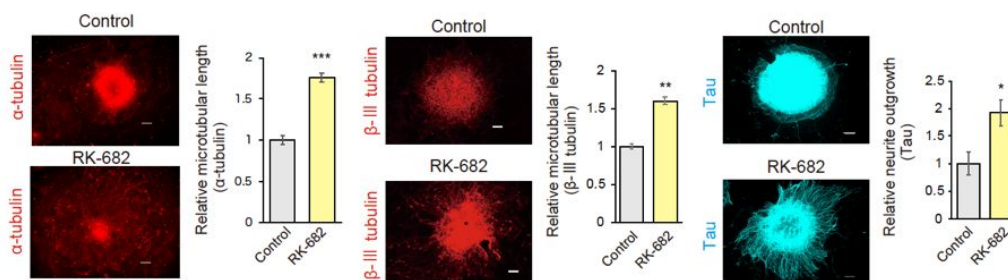 Control
α-tubulin
RK-682
α-tubulin
Relative microtubular length
(α-tubulin)
2
1.5
1
0.5
0
***
Control
RK-682
Control
β-III tubulin
RK-682
β-III tubulin
Relative microtubular length
(β-III tubulin)
2
1.5
1
0.5
0
**
Control
RK-682
Control
Tau
RK-682
Tau
Relative neurite outgrowth
(Tau)
2.5
2
1.5
1
0.5
0
*
Control
RK-682